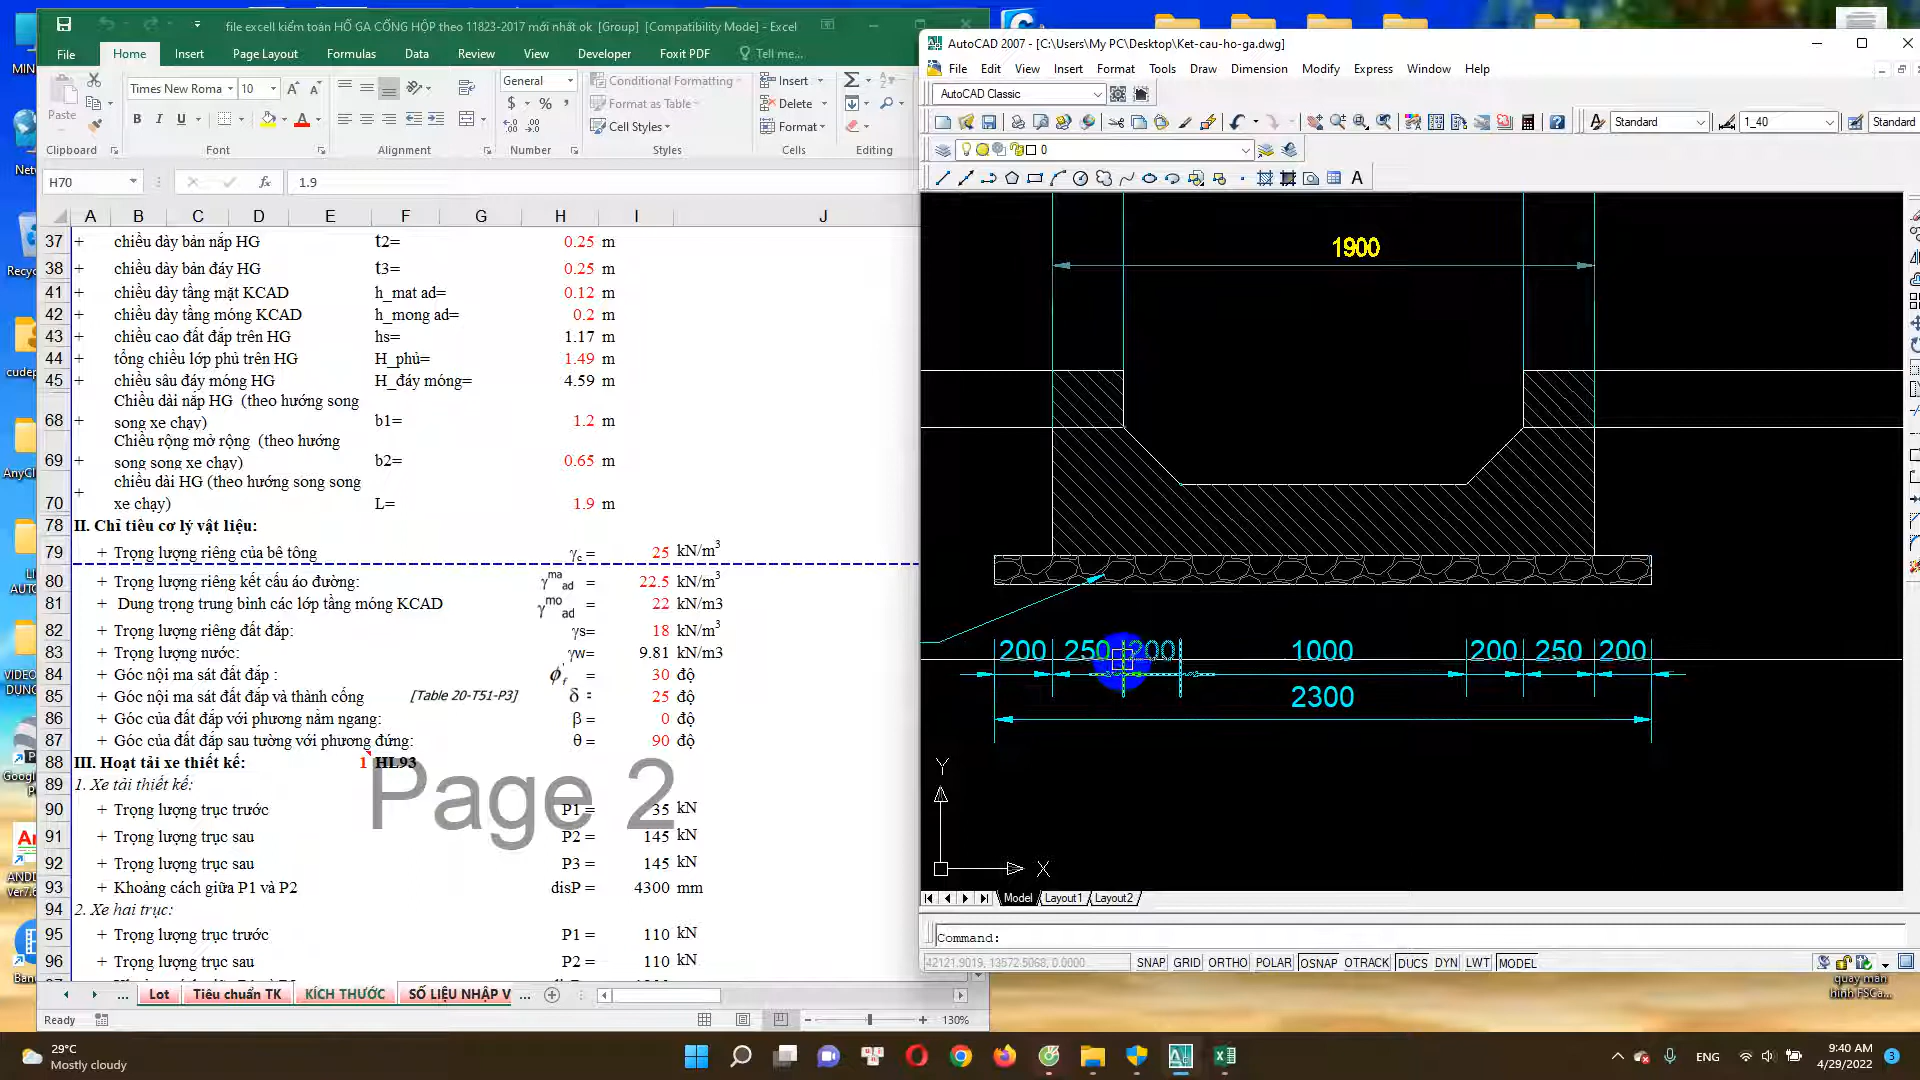 file excell kiểm toán HỐ GA CỐNG HỘP theo 11823-2017 mới nhất ok [Group] [Compatibility Mode] - Excel
File Home Insert Page Layout Formulas Data Review View Developer Foxit PDF Tell me...
Paste
Times New Roma 10
General
Conditional Formatting
Format as Table
Cell Styles
Insert
Delete
Format
Clipboard Font Alignment Number Styles Cells Editing
H70 fx 1.9
A B C D E F G H I J
37 + chiều dày bản nắp HG t2= 0.25 m
38 + chiều dày bản đáy HG t3= 0.25 m
41 + chiều dày tầng mặt KCAD h_mat ad= 0.12 m
42 + chiều dày tầng móng KCAD h_mong ad= 0.2 m
43 + chiều cao đất đắp trên HG hs= 1.17 m
44 + tổng chiều lớp phủ trên HG H_phủ= 1.49 m
45 + chiều sâu đáy móng HG H_đáy móng= 4.59 m
Chiều dài nắp HG (theo hướng song
68 + song xe chạy) b1= 1.2 m
Chiều rộng mở rộng (theo hướng
69 + song song xe chạy) b2= 0.65 m
chiều dài HG (theo hướng song song
70 + xe chạy) L= 1.9 m
78 II. Chỉ tiêu cơ lý vật liệu:
79 + Trọng lượng riêng của bê tông γc = 25 kN/m3
80 + Trọng lượng riêng kết cấu áo đường: γ ma ad = 22.5 kN/m3
81 + Dung trọng trung bình các lớp tầng móng KCAD γ mo ad = 22 kN/m3
82 + Trọng lượng riêng đất đắp: γs= 18 kN/m3
83 + Trọng lượng nước: γw= 9.81 kN/m3
84 + Góc nội ma sát đất đắp : ϕ'f = 30 độ
85 + Góc nội ma sát đất đắp và thành cống [Table 20-T51-P3] δ = 25 độ
86 + Góc của đất đắp với phương nằm ngang: β = 0 độ
87 + Góc của đất đắp sau tường với phương đứng: θ = 90 độ
88 III. Hoạt tải xe thiết kế: 1 HL93
89 1. Xe tải thiết kế:
Page 2
90 + Trọng lượng trục trước P1 = 35 kN
91 + Trọng lượng trục sau P2 = 145 kN
92 + Trọng lượng trục sau P3 = 145 kN
93 + Khoảng cách giữa P1 và P2 disP = 4300 mm
94 2. Xe hai trục:
95 + Trọng lượng trục trước P1 = 110 kN
96 + Trọng lượng trục sau P2 = 110 kN
... Lot Tiêu chuẩn TK KÍCH THƯỚC SỐ LIỆU NHẬP V ...
Ready 130%
AutoCAD 2007 - [C:\Users\My PC\Desktop\Ket-cau-ho-ga.dwg]
File Edit View Insert Format Tools Draw Dimension Modify Express Window Help
AutoCAD Classic
Standard 1_40 Standard
0
A
1900
200 250 200 1000 200 250 200
2300
Y
X
Model Layout1 Layout2
Command:
42121.9019, 13572.5068, 0.0000 SNAP GRID ORTHO POLAR OSNAP OTRACK DUCS DYN LWT MODEL
quay màn
hình FSCa...
29°C
Mostly cloudy
ENG
9:40 AM
4/29/2022
3